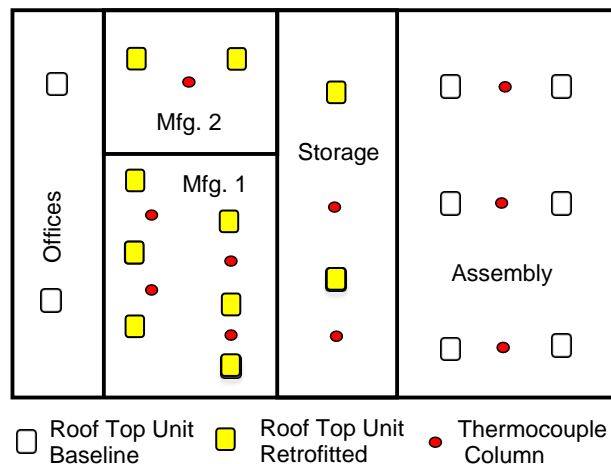 Mfg. 2
Storage
Mfg. 1
Offices
Assembly
Roof Top Unit
Baseline
Roof Top Unit
Retrofitted
Thermocouple
Column